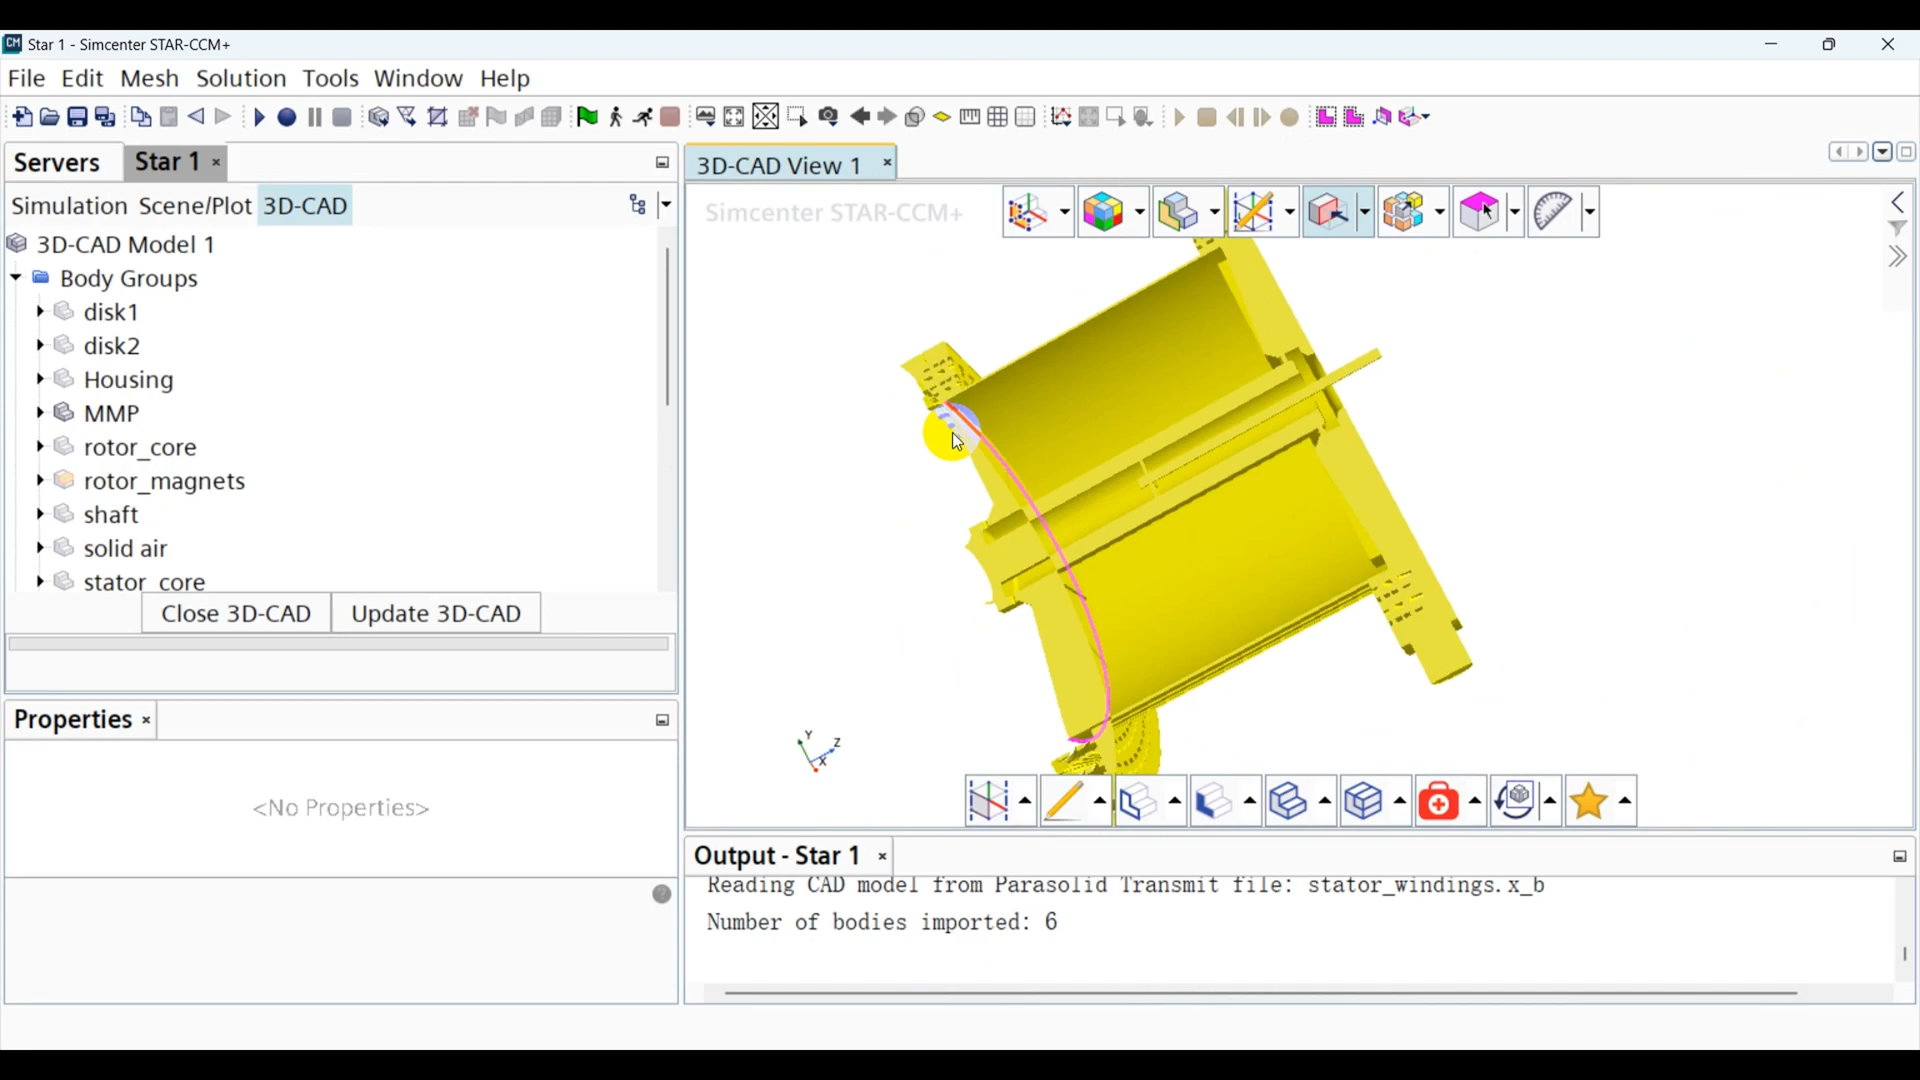 Star 1 - Simcenter STAR-CCM+
File Edit Mesh Solution Tools Window Help
Servers Star 1 ×
3D-CAD View 1 ×
Simulation Scene/Plot 3D-CAD
Simcenter STAR-CCM+
3D-CAD Model 1
Body Groups
disk1
disk2
Housing
MMP
rotor_core
rotor_magnets
shaft
solid air
stator_core
Close 3D-CAD Update 3D-CAD
Y Z X
Properties ×
<No Properties>
Output - Star 1 ×
Reading CAD model from Parasolid Transmit file: stator_windings.x_b
Number of bodies imported: 6